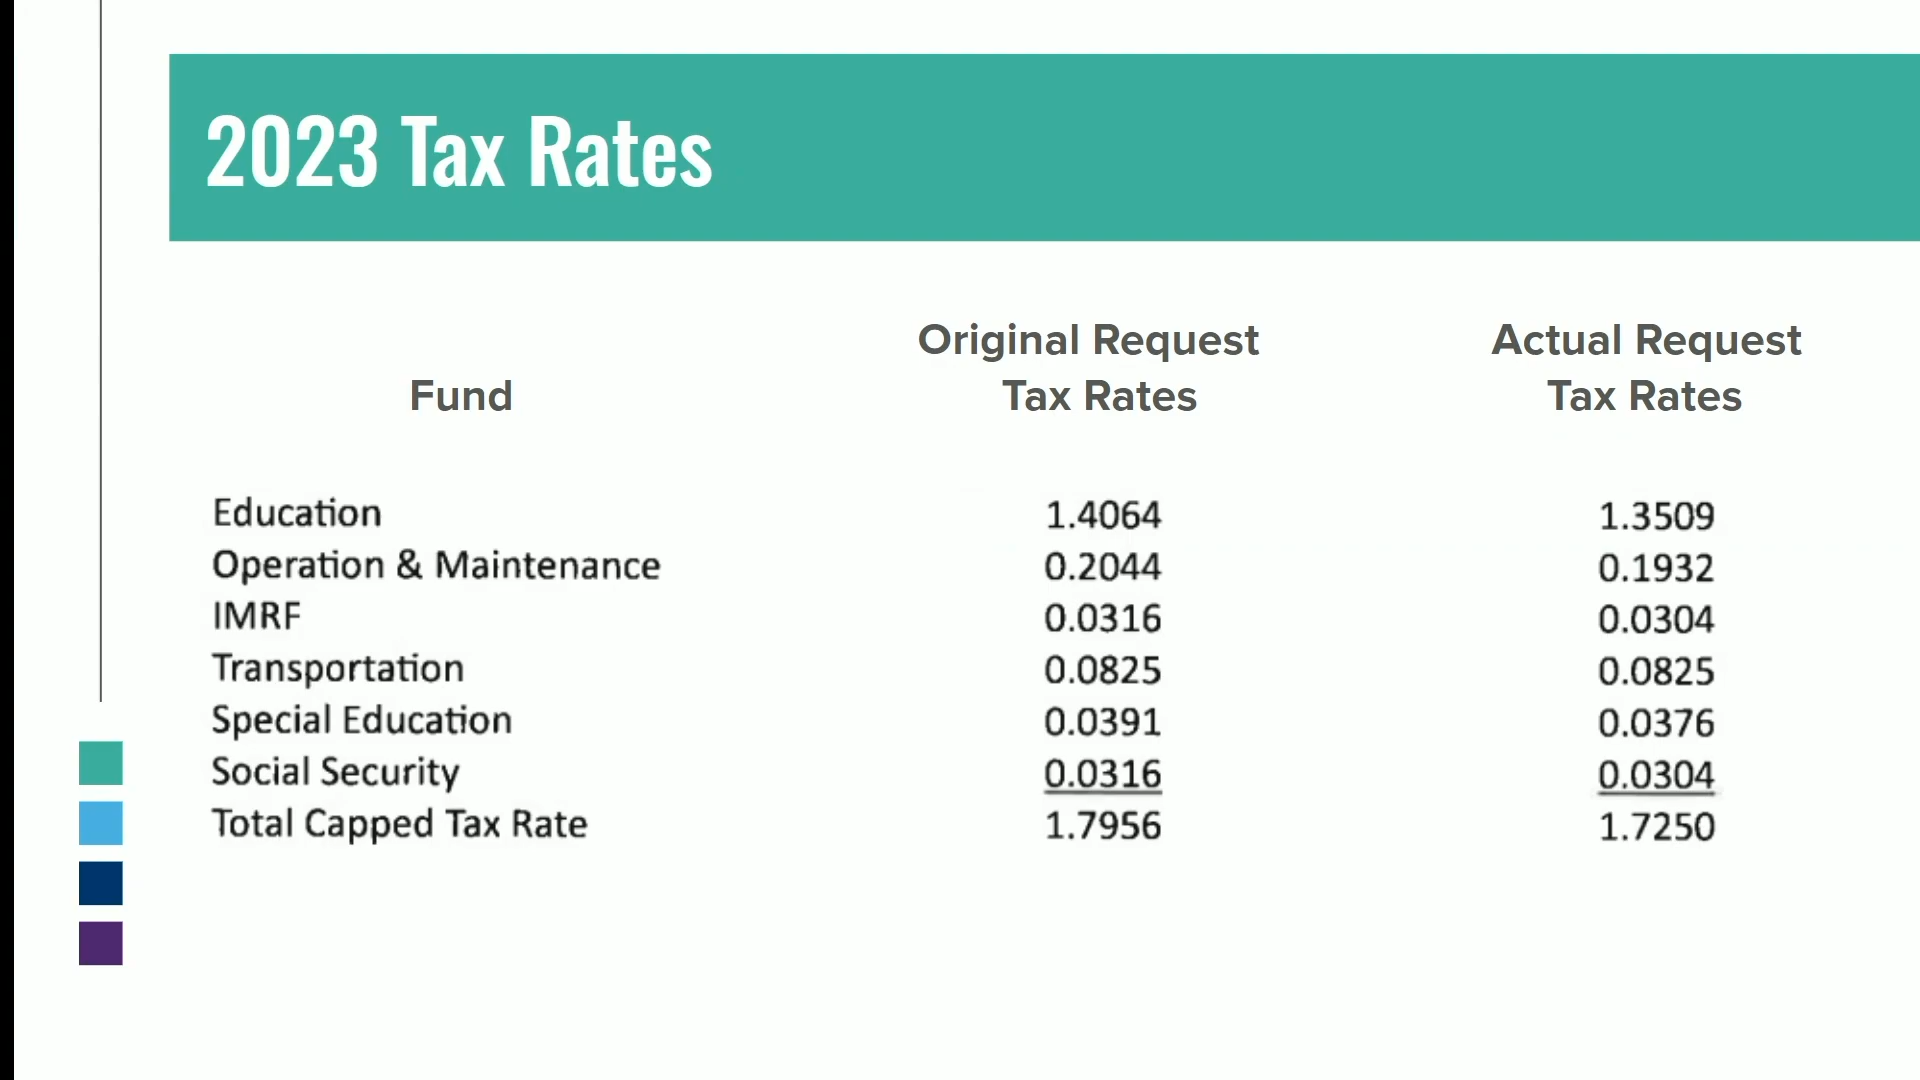 2023 Tax Rates
Fund Original Request Tax Rates Actual Request Tax Rates
Education 1.4064 1.3509
Operation & Maintenance 0.2044 0.1932
IMRF 0.0316 0.0304
Transportation 0.0825 0.0825
Special Education 0.0391 0.0376
Social Security 0.0316 0.0304
Total Capped Tax Rate 1.7956 1.7250